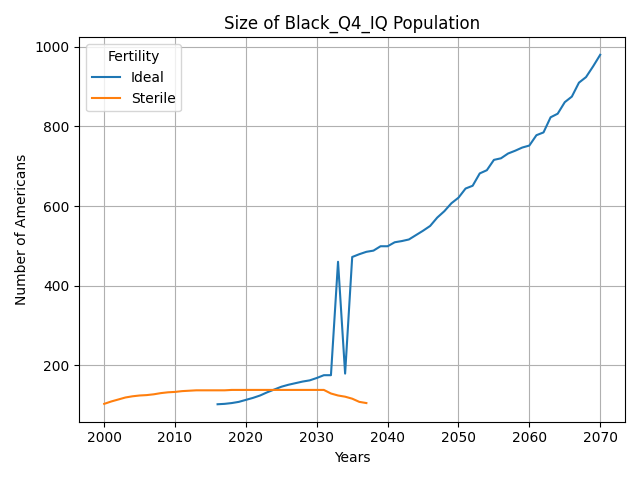 Size of Black_Q4_IQ Population
Fertility
Ideal
Sterile
Number of Americans
1000
800
600
400
200
2000 2010 2020 2030 2040 2050 2060 2070
Years